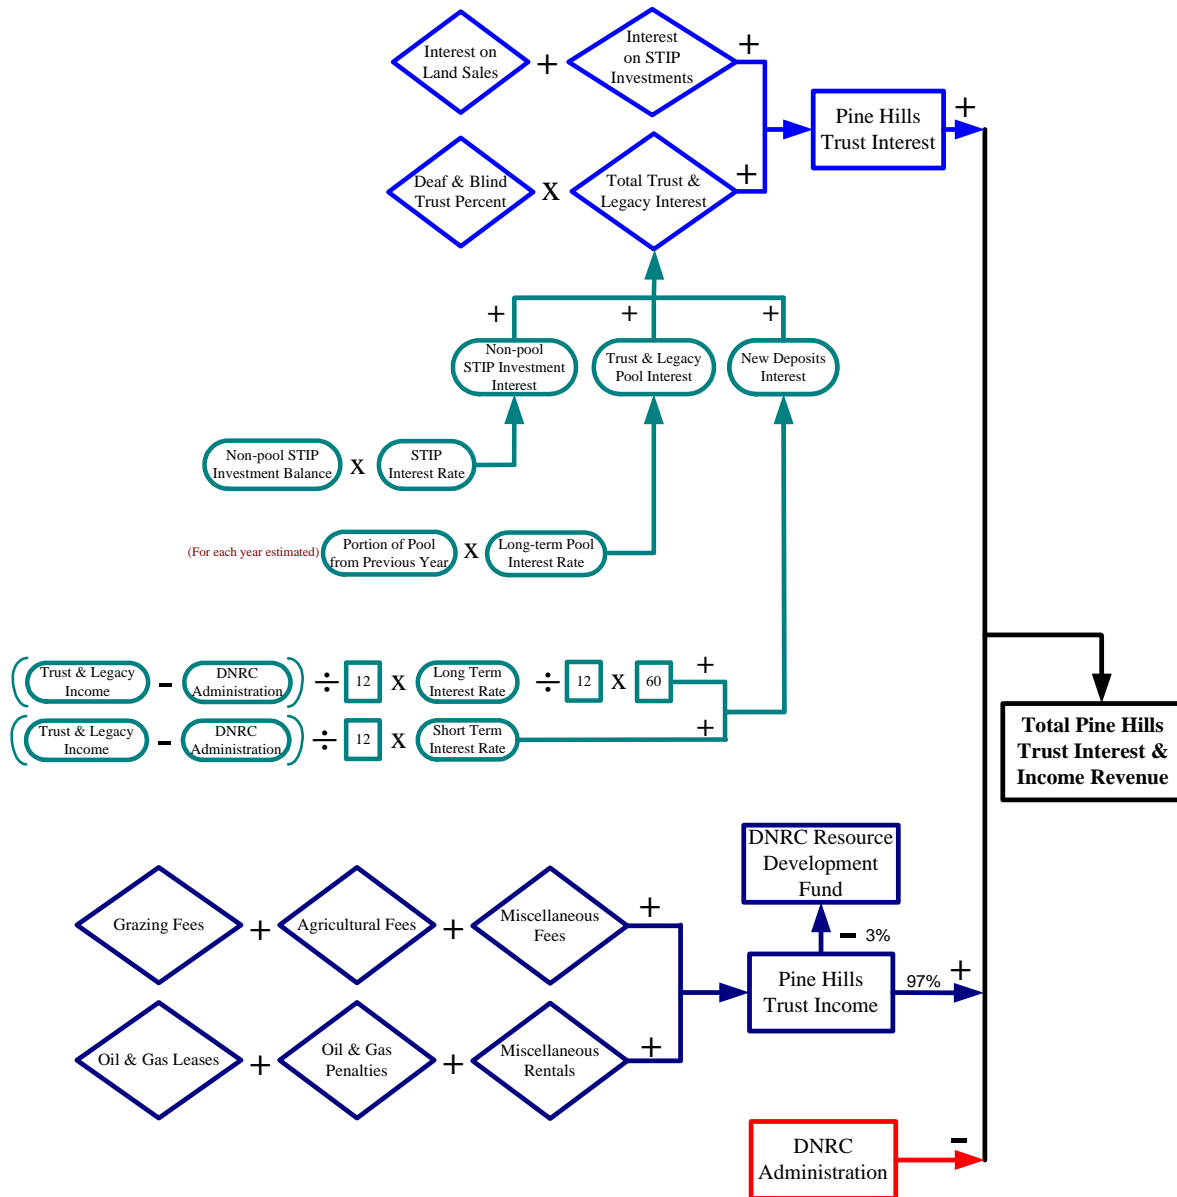 Interest on
Land Sales
+
Interest
on STIP
Investments
+
Pine Hills
Trust Interest
+
Deaf & Blind
Trust Percent
X
Total Trust &
Legacy Interest
+
+
+
+
Non-pool
STIP Investment
Interest
Trust & Legacy
Pool Interest
New Deposits
Interest
Non-pool STIP
Investment Balance
X
STIP
Interest Rate
(For each year estimated)
Portion of Pool
from Previous Year
X
Long-term Pool
Interest Rate
(
Trust & Legacy
Income
-
DNRC
Administration
)
÷
12
X
Long Term
Interest Rate
÷
12
X
60
+
(
Trust & Legacy
Income
-
DNRC
Administration
)
÷
12
X
Short Term
Interest Rate
+
Total Pine Hills
Trust Interest &
Income Revenue
DNRC Resource
Development
Fund
- 3%
Grazing Fees
+
Agricultural Fees
+
Miscellaneous
Fees
+
Pine Hills
Trust Income
97%
+
Oil & Gas Leases
+
Oil & Gas
Penalties
+
Miscellaneous
Rentals
+
DNRC
Administration
-